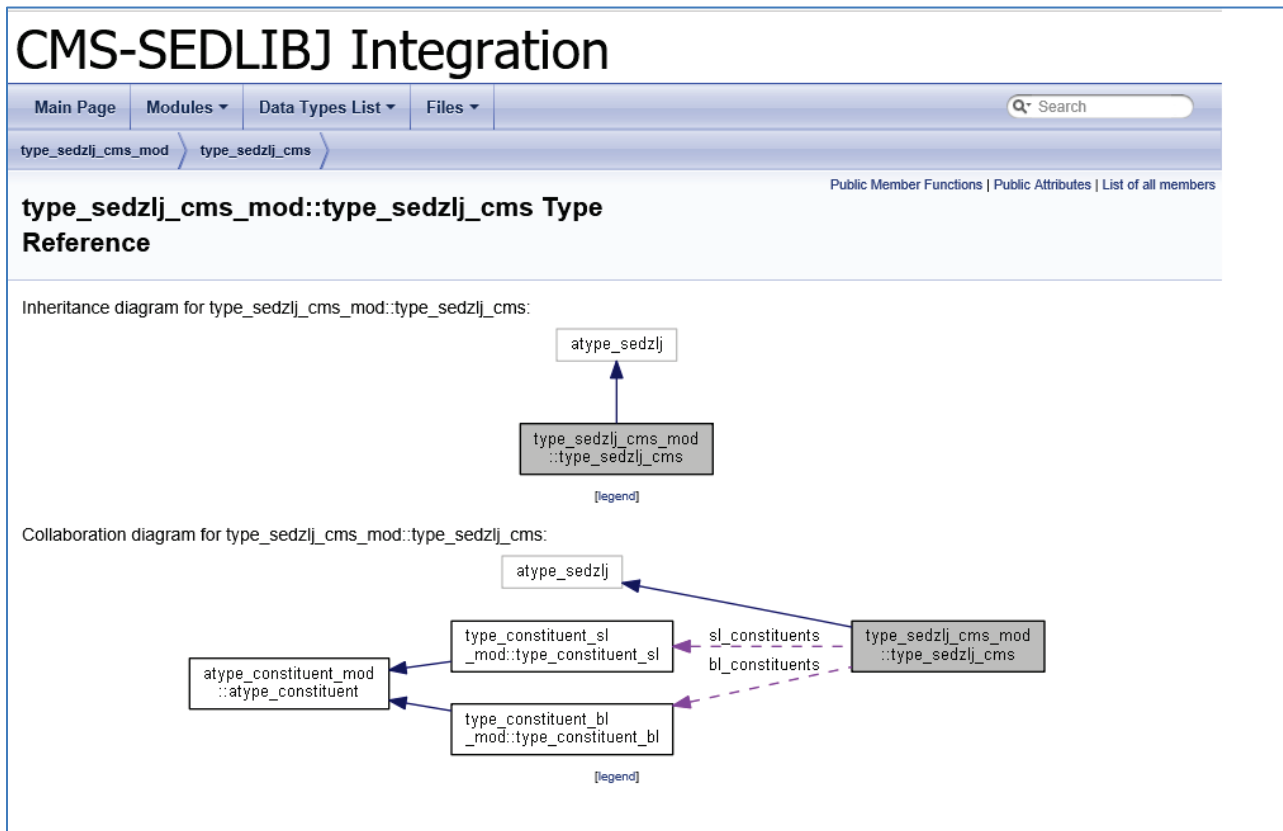 CMS-SEDLIBJ Integration
Main Page Modules Data Types List Files Search
type_sedzlj_cms_mod type_sedzlj_cms
Public Member Functions | Public Attributes | List of all members
type_sedzlj_cms_mod::type_sedzlj_cms Type
Reference
Inheritance diagram for type_sedzlj_cms_mod::type_sedzlj_cms:
atype_sedzlj
type_sedzlj_cms_mod
::type_sedzlj_cms
[legend]
Collaboration diagram for type_sedzlj_cms_mod::type_sedzlj_cms:
atype_sedzlj
type_constituent_sl
_mod::type_constituent_sl
sl_constituents
type_sedzlj_cms_mod
::type_sedzlj_cms
bl_constituents
atype_constituent_mod
::atype_constituent
type_constituent_bl
_mod::type_constituent_bl
[legend]